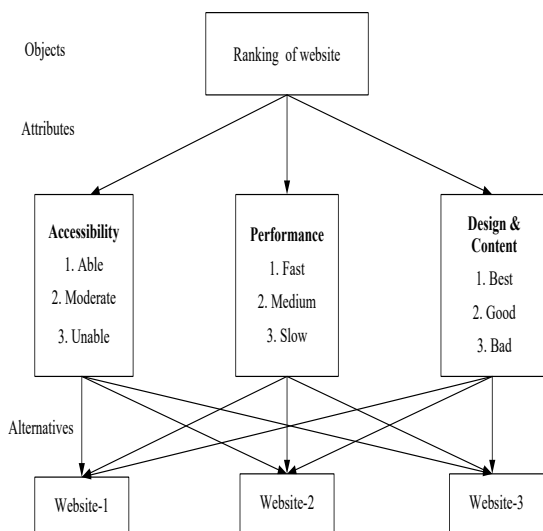 Objects
Ranking of website
Attributes
Accessibility
1. Able
2. Moderate
3. Unable
Performance
1. Fast
2. Medium
3. Slow
Design &
Content
1. Best
2. Good
3. Bad
Alternatives
Website-1
Website-2
Website-3